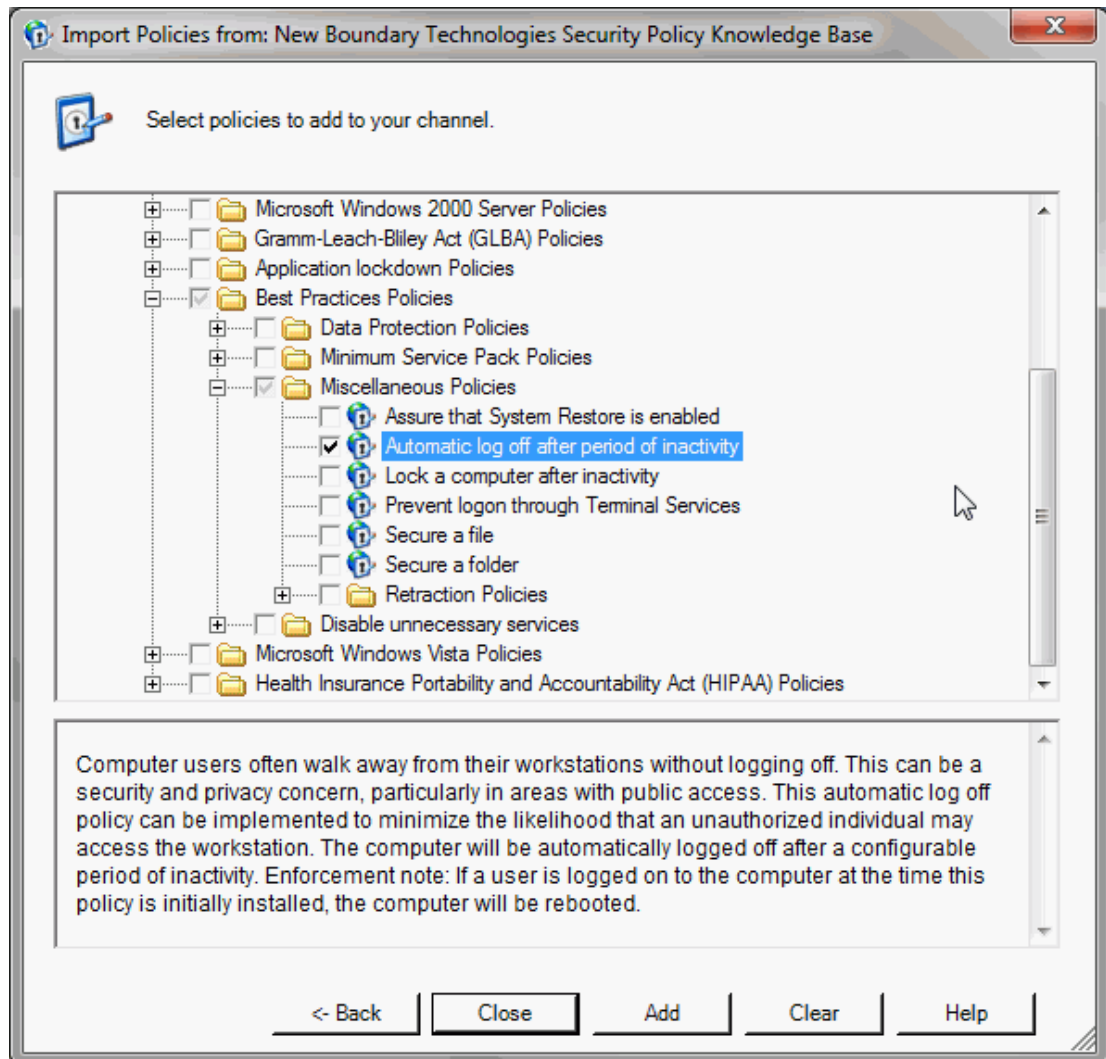 Import Policies from: New Boundary Technologies Security Policy Knowledge Base
Select policies to add to your channel.
Microsoft Windows 2000 Server Policies
Gramm-Leach-Bliley Act (GLBA) Policies
Application lockdown Policies
Best Practices Policies
Data Protection Policies
Minimum Service Pack Policies
Miscellaneous Policies
Assure that System Restore is enabled
Automatic log off after period of inactivity
Lock a computer after inactivity
Prevent logon through Terminal Services
Secure a file
Secure a folder
Retraction Policies
Disable unnecessary services
Microsoft Windows Vista Policies
Health Insurance Portability and Accountability Act (HIPAA) Policies
Computer users often walk away from their workstations without logging off. This can be a
security and privacy concern, particularly in areas with public access. This automatic log off
policy can be implemented to minimize the likelihood that an unauthorized individual may
access the workstation. The computer will be automatically logged off after a configurable
period of inactivity. Enforcement note: If a user is logged on to the computer at the time this
policy is initially installed, the computer will be rebooted.
<- Back Close Add Clear Help